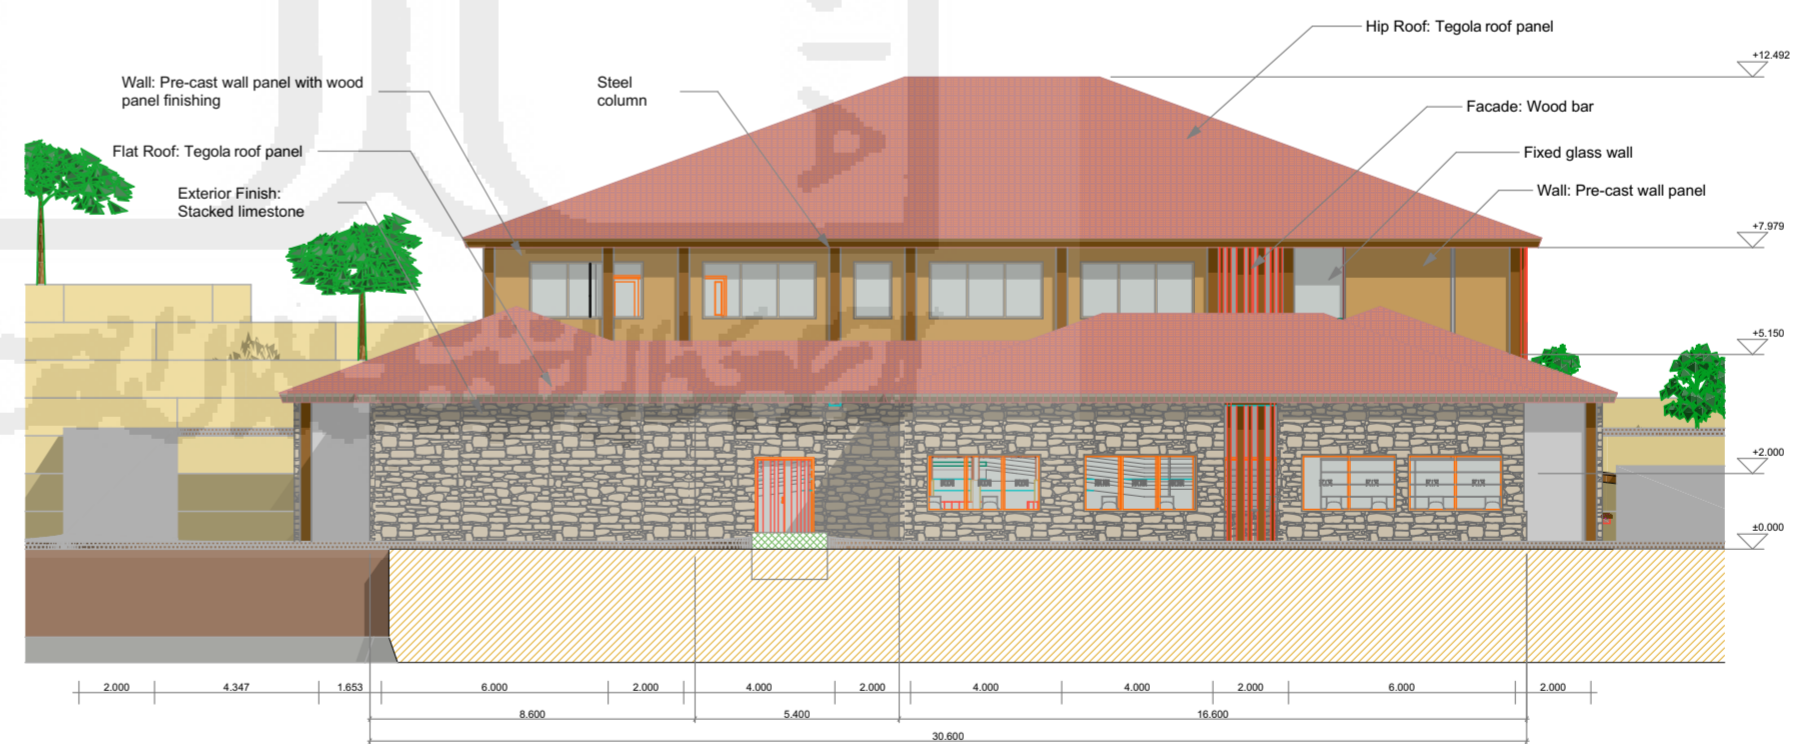 Hip Roof: Tegola roof panel
+12.492
Wall: Pre-cast wall panel with wood
panel finishing
Steel
column
Facade: Wood bar
Flat Roof: Tegola roof panel
Fixed glass wall
Exterior Finish:
Stacked limestone
Wall: Pre-cast wall panel
+7.979
+5.150
+2.000
±0.000
2.000
4.347
1.653
6.000
2.000
4.000
2.000
4.000
4.000
2.000
6.000
2.000
8.600
5.400
16.600
30.600